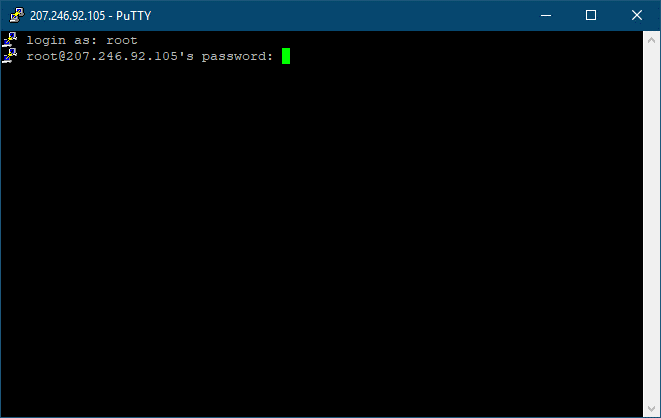 207.246.92.105 - PuTTY
login as: root
root@207.246.92.105's password: